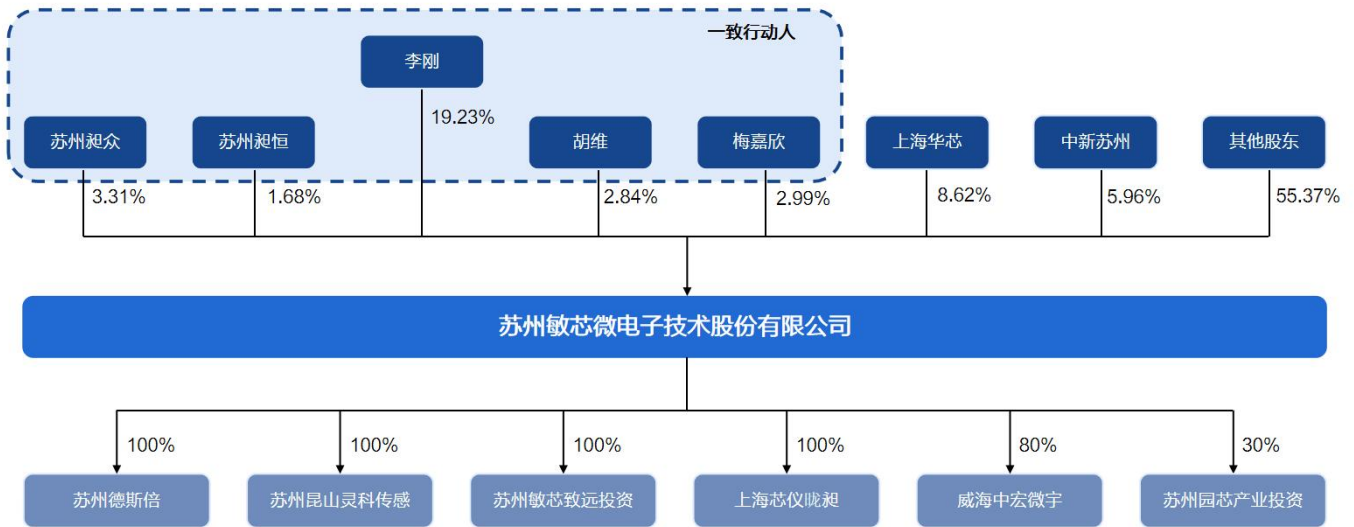 一致行动人
李刚
19.23%
苏州昶众
苏州昶恒
胡维
梅嘉欣
上海华芯
中新苏州
其他股东
3.31%
1.68%
2.84%
2.99%
8.62%
5.96%
55.37%
苏州敏芯微电子技术股份有限公司
100%
100%
100%
100%
80%
30%
苏州德斯倍
苏州昆山灵科传感
苏州敏芯致远投资
上海芯仪昽昶
威海中宏微宇
苏州园芯产业投资